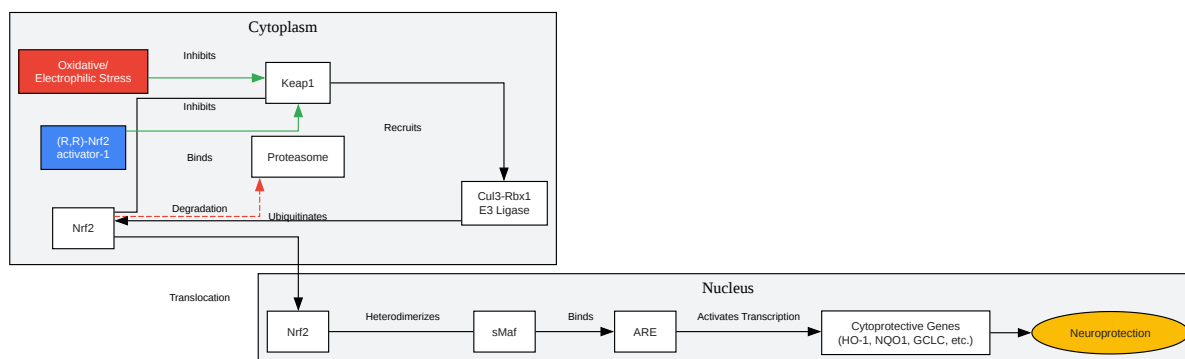 Cytoplasm
Oxidative/
Electrophilic Stress
Inhibits
Keap1
Inhibits
(R,R)-Nrf2
activator-1
Recruits
Binds
Proteasome
Cul3-Rbx1
E3 Ligase
Degradation
Ubiquitinates
Nrf2
Translocation
Nucleus
Nrf2
Heterodimerizes
sMaf
Binds
ARE
Activates Transcription
Cytoprotective Genes
(HO-1, NQO1, GCLC, etc.)
Neuroprotection